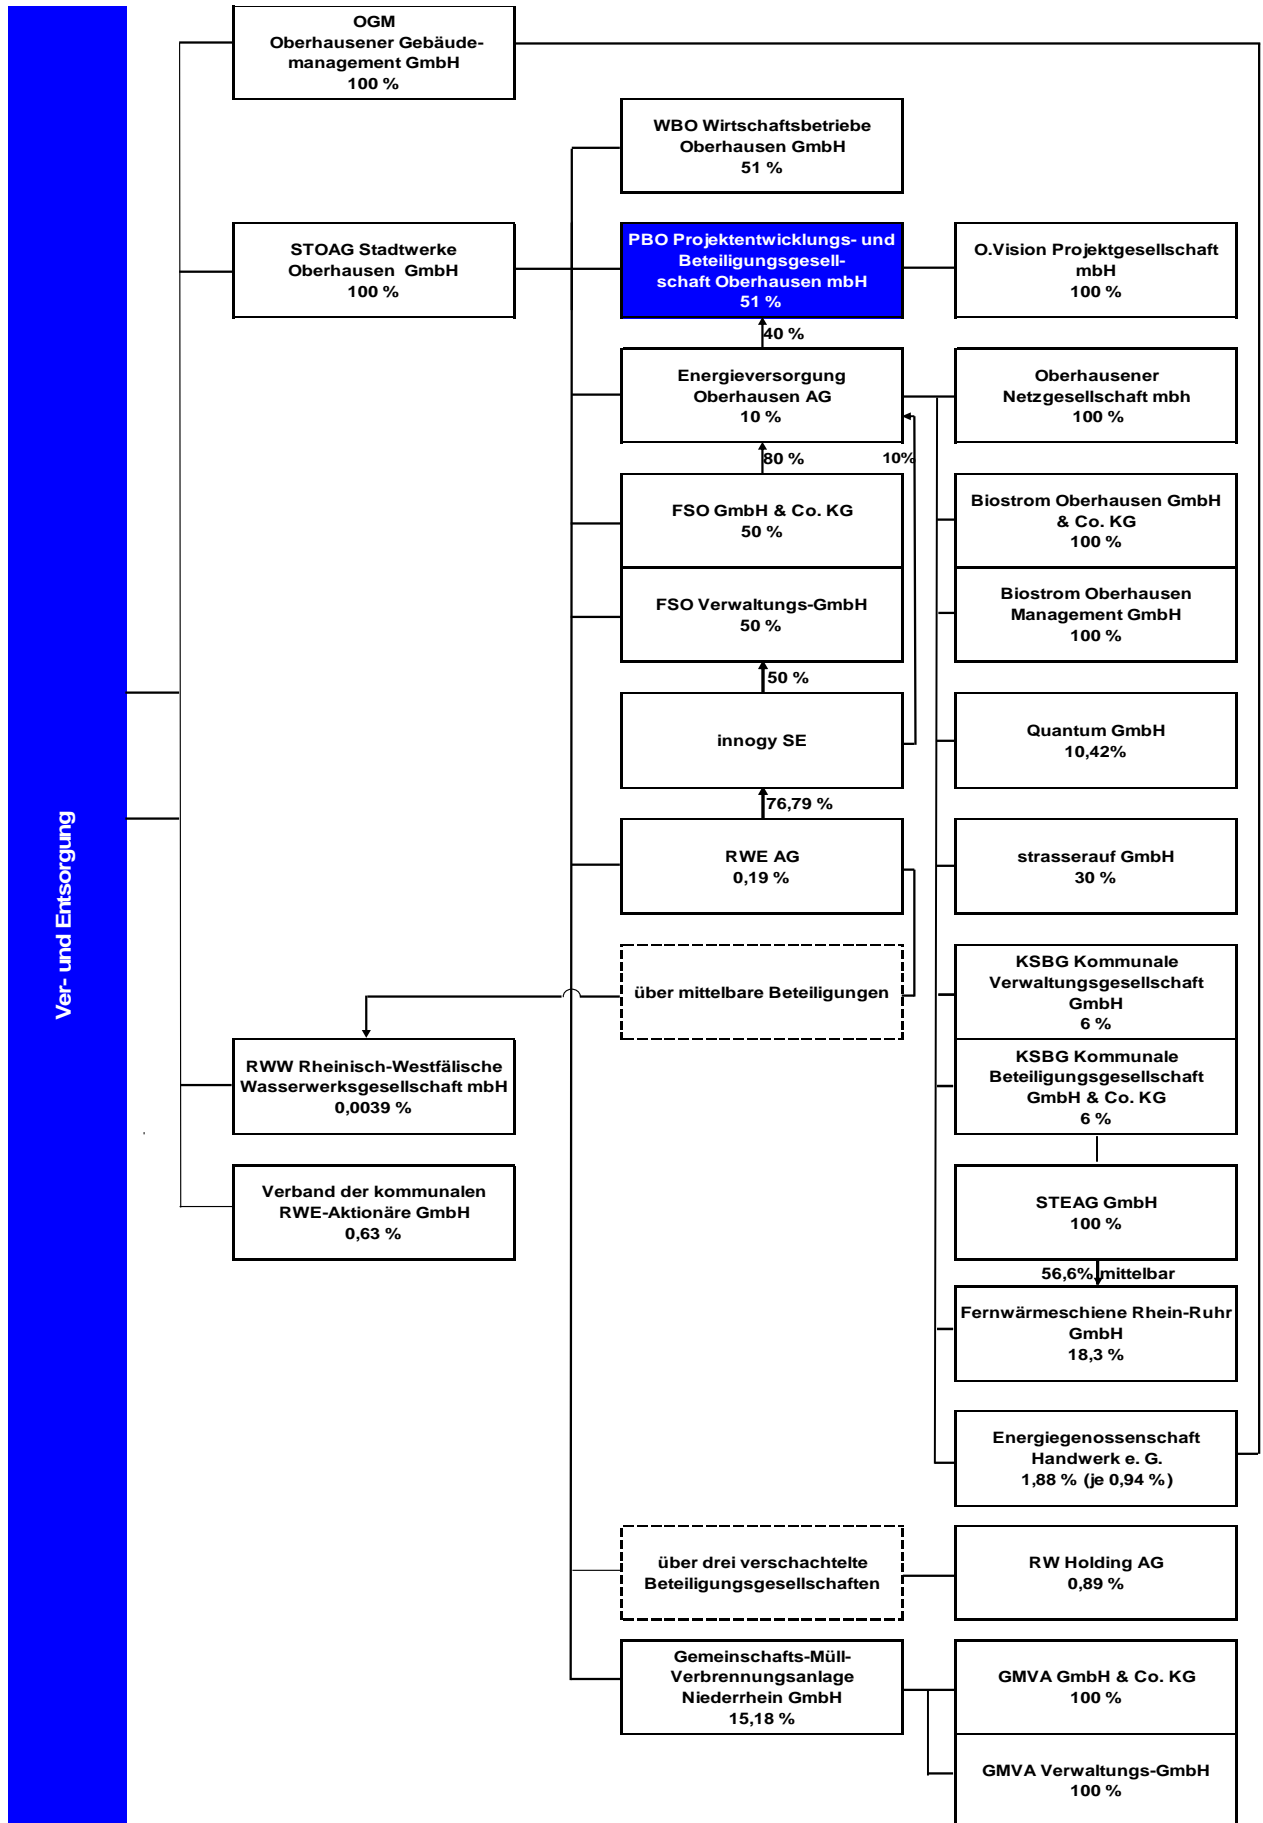 Ver- und Entsorgung
OGM
Oberhausener Gebäude-
management GmbH
100 %
WBO Wirtschaftsbetriebe
Oberhausen GmbH
51 %
STOAG Stadtwerke
Oberhausen GmbH
100 %
PBO Projektentwicklungs- und
Beteiligungsgesell-
schaft Oberhausen mbH
51 %
O.Vision Projektgesellschaft
mbH
100 %
40 %
Energieversorgung
Oberhausen AG
10 %
Oberhausener
Netzgesellschaft mbh
100 %
80 %
10%
FSO GmbH & Co. KG
50 %
Biostrom Oberhausen GmbH
& Co. KG
100 %
FSO Verwaltungs-GmbH
50 %
Biostrom Oberhausen
Management GmbH
100 %
50 %
innogy SE
Quantum GmbH
10,42%
76,79 %
RWE AG
0,19 %
strasserauf GmbH
30 %
über mittelbare Beteiligungen
KSBG Kommunale
Verwaltungsgesellschaft
GmbH
6 %
RWW Rheinisch-Westfälische
Wasserwerksgesellschaft mbH
0,0039 %
KSBG Kommunale
Beteiligungsgesellschaft
GmbH & Co. KG
6 %
Verband der kommunalen
RWE-Aktionäre GmbH
0,63 %
STEAG GmbH
100 %
56,6% mittelbar
Fernwärmeschiene Rhein-Ruhr
GmbH
18,3 %
Energiegenossenschaft
Handwerk e. G.
1,88 % (je 0,94 %)
über drei verschachtelte
Beteiligungsgesellschaften
RW Holding AG
0,89 %
Gemeinschafts-Müll-
Verbrennungsanlage
Niederrhein GmbH
15,18 %
GMVA GmbH & Co. KG
100 %
GMVA Verwaltungs-GmbH
100 %